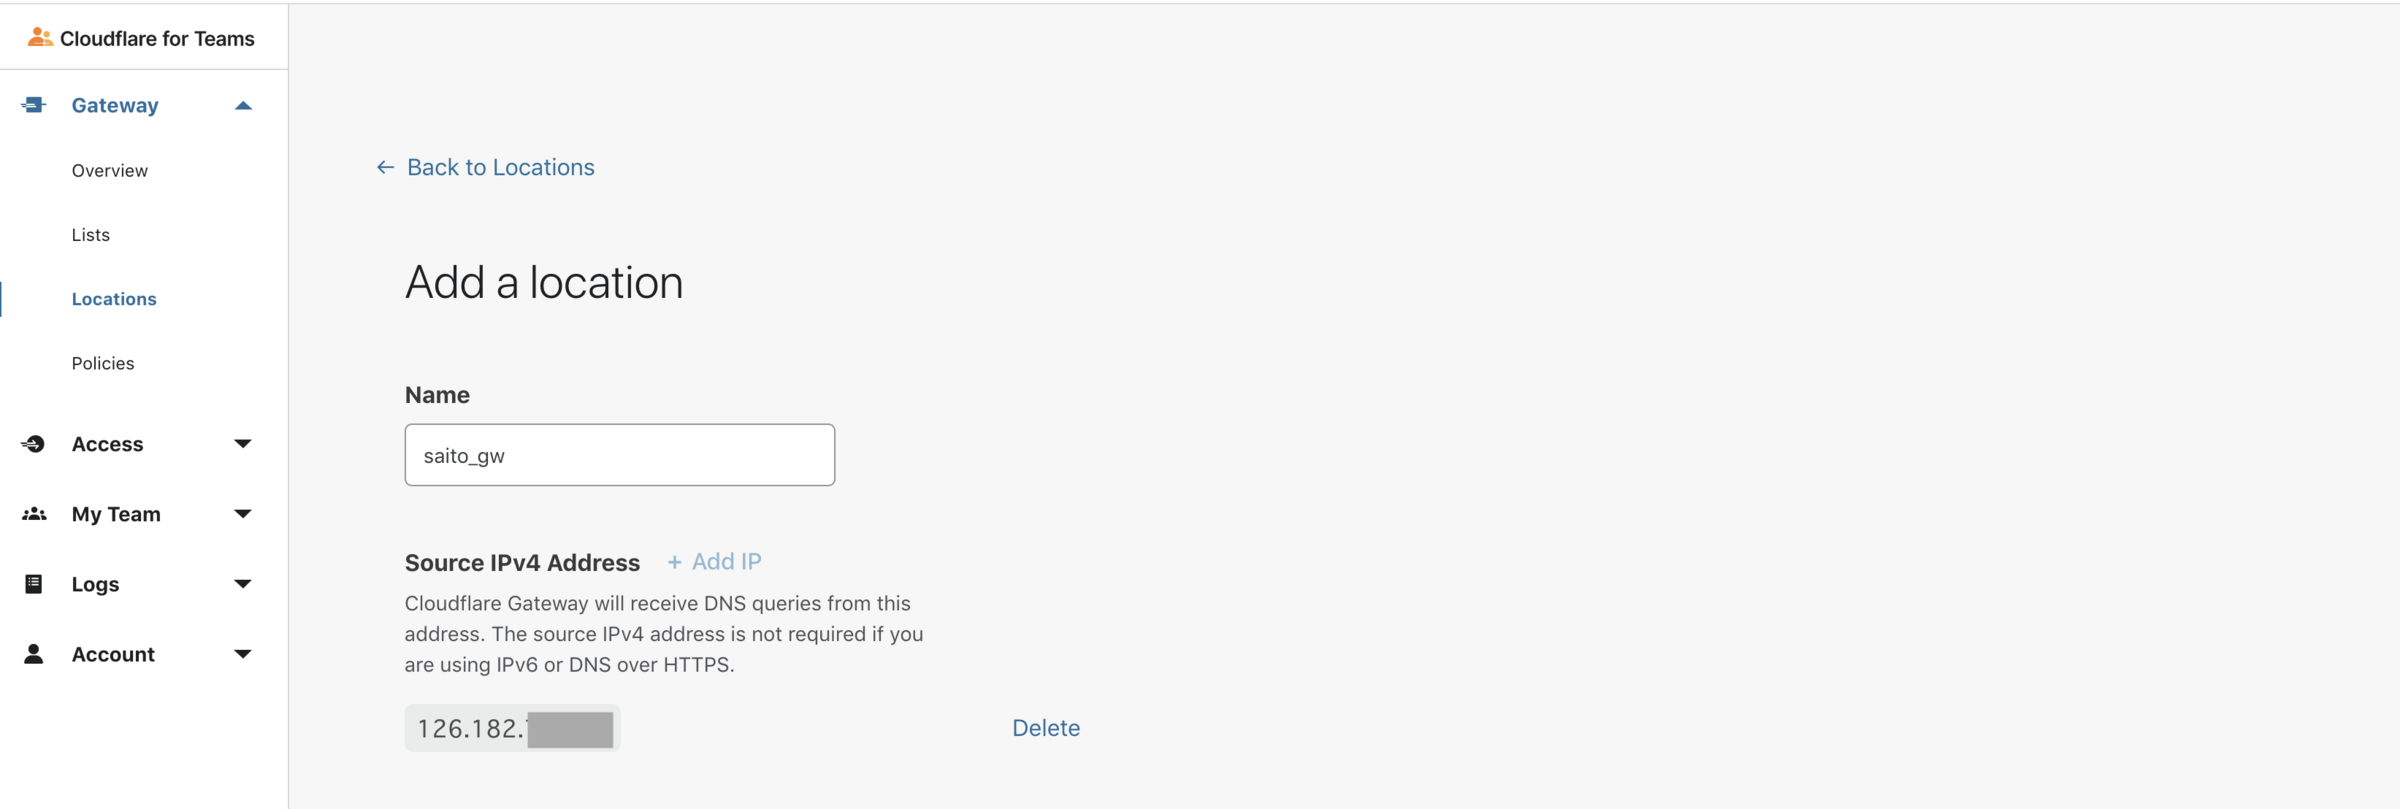 Cloudflare for Teams
Gateway
Overview
Lists
Locations
Policies
Access
My Team
Logs
Account
← Back to Locations
Add a location
Name
saito_gw
Source IPv4 Address + Add IP
Cloudflare Gateway will receive DNS queries from this
address. The source IPv4 address is not required if you
are using IPv6 or DNS over HTTPS.
126.182.
Delete